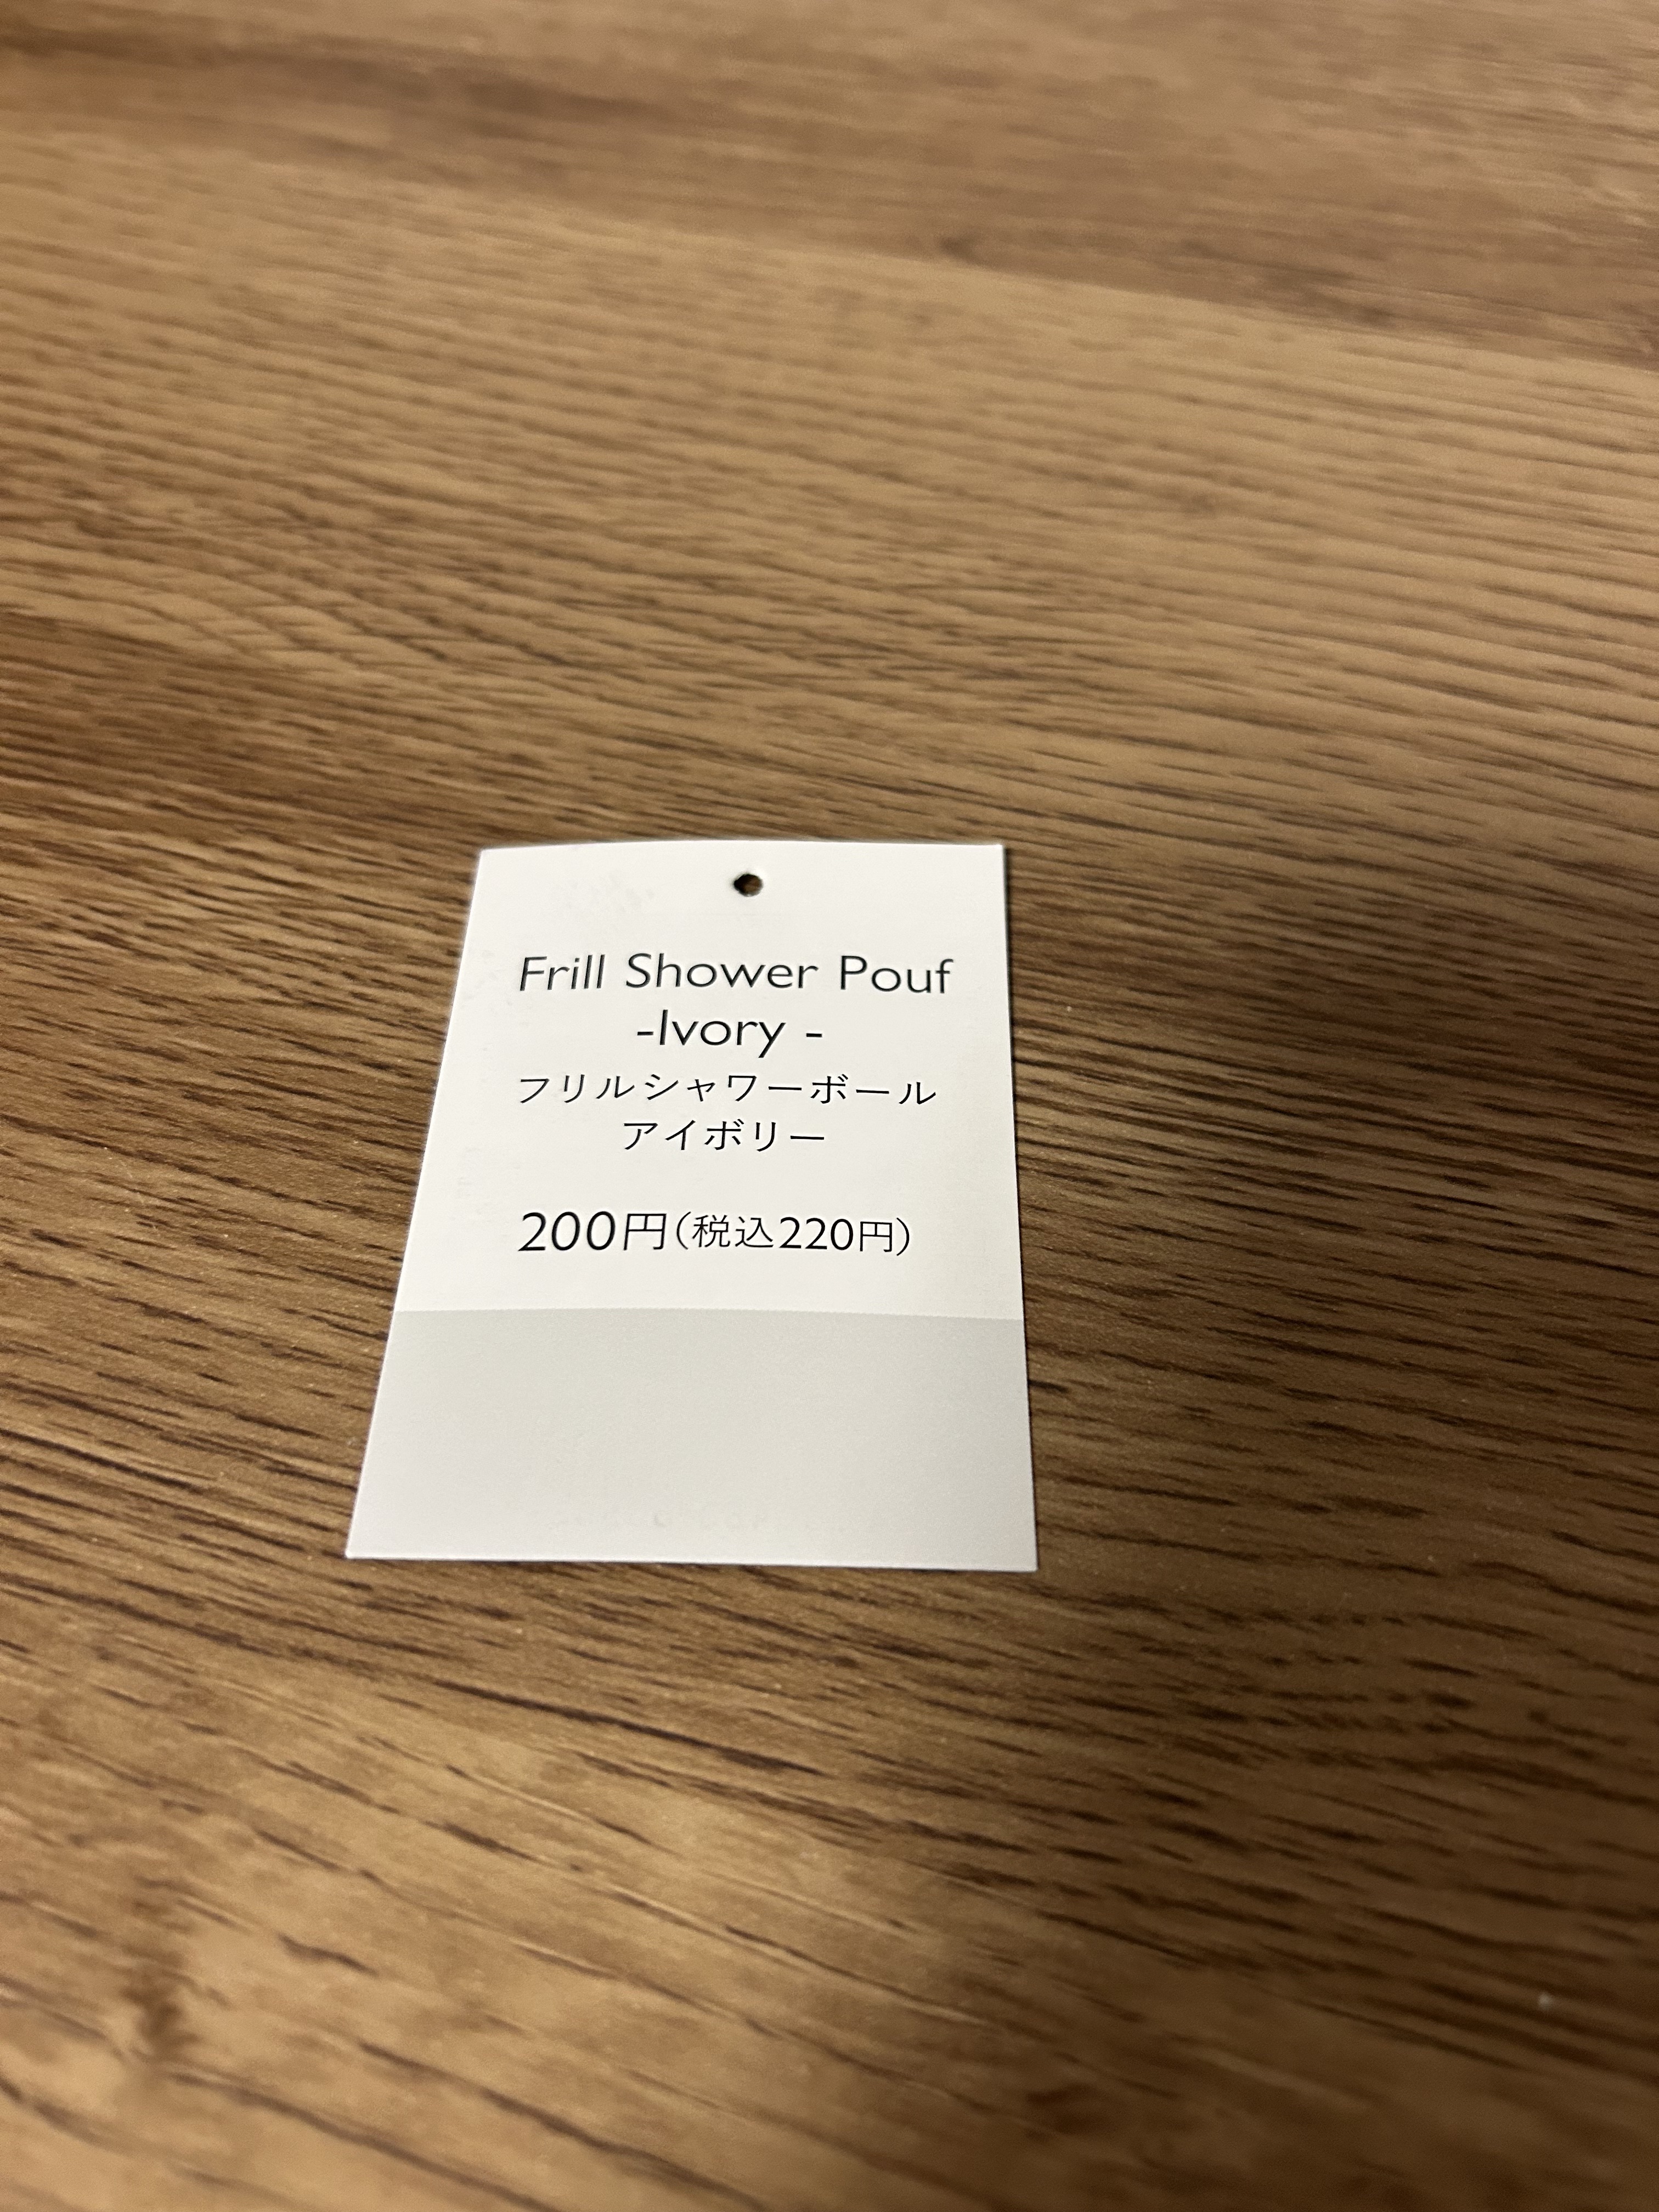 Frill Shower Pouf
-Ivory -
フリルシャワーボール
アイボリー
200円(税込220円)